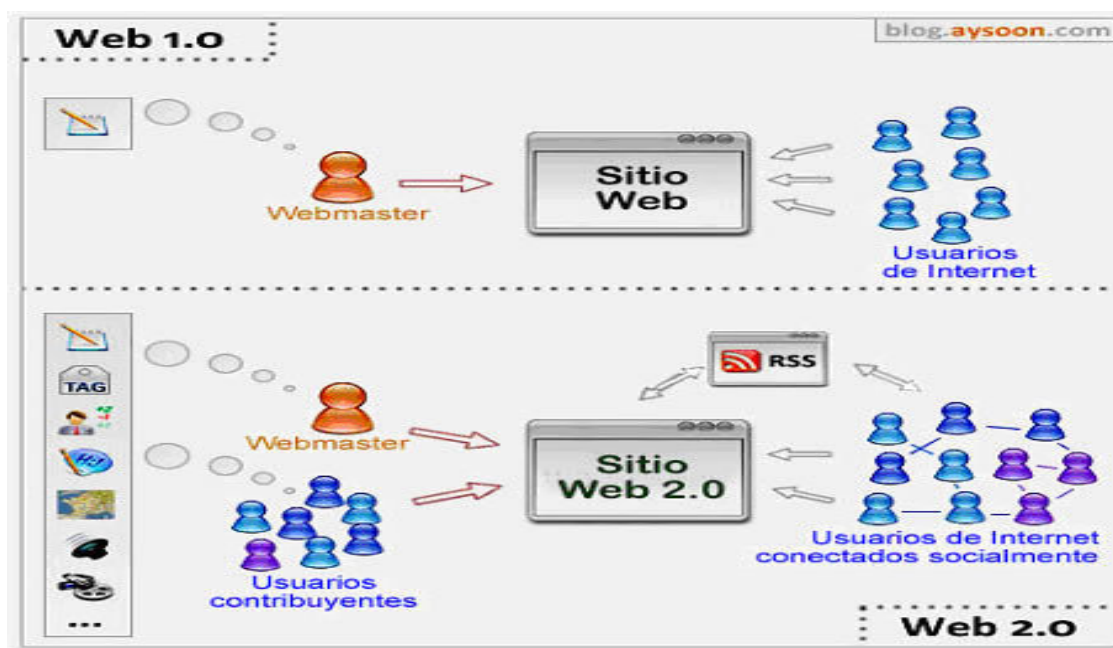 Web 1.0
blog.aysoon.com
Webmaster
Sitio
Web
Usuarios
de Internet
TAG
RSS
Webmaster
Sitio
Web 2.0
Usuarios
contribuyentes
Usuarios de Internet
conectados socialmente
...
Web 2.0